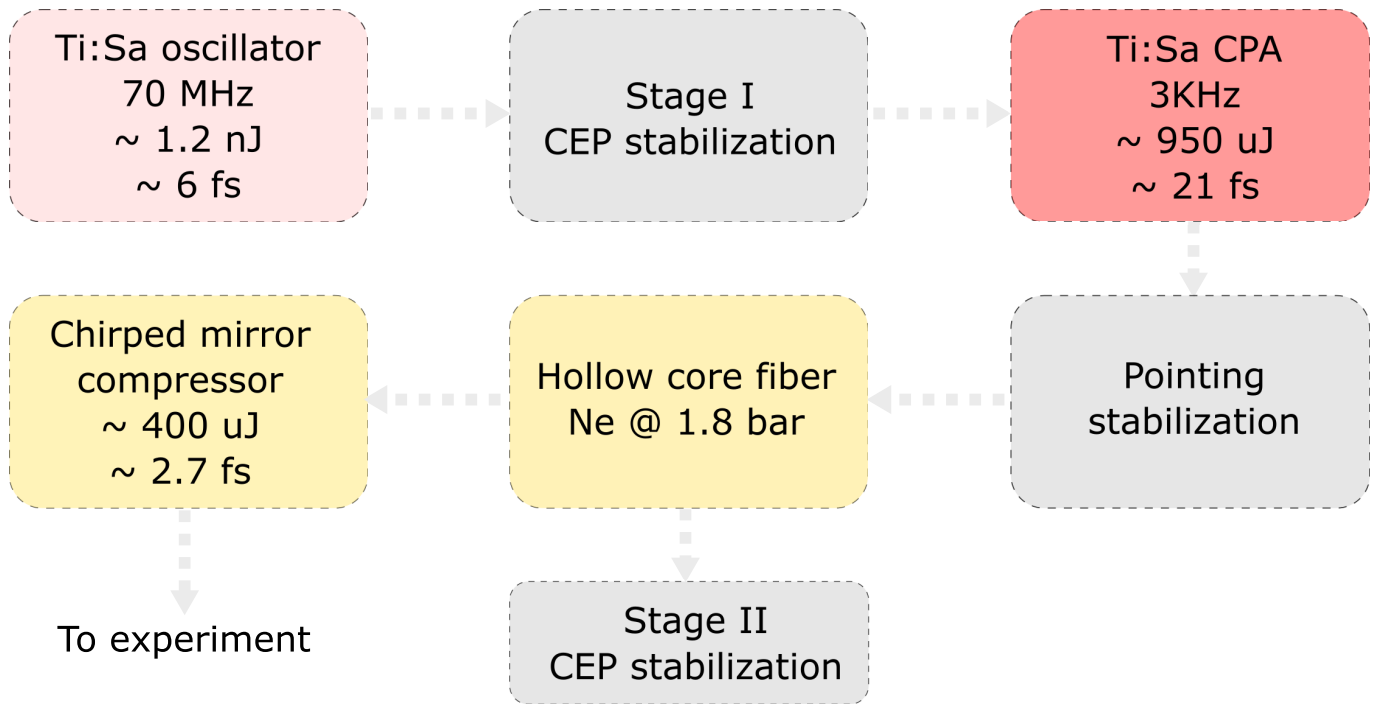 Ti:Sa oscillator
70 MHz
~ 1.2 nJ
~ 6 fs
Stage I
CEP stabilization
Ti:Sa CPA
3KHz
~ 950 uJ
~ 21 fs
Chirped mirror
compressor
~ 400 uJ
~ 2.7 fs
Hollow core fiber
Ne @ 1.8 bar
Pointing
stabilization
To experiment
Stage II
CEP stabilization